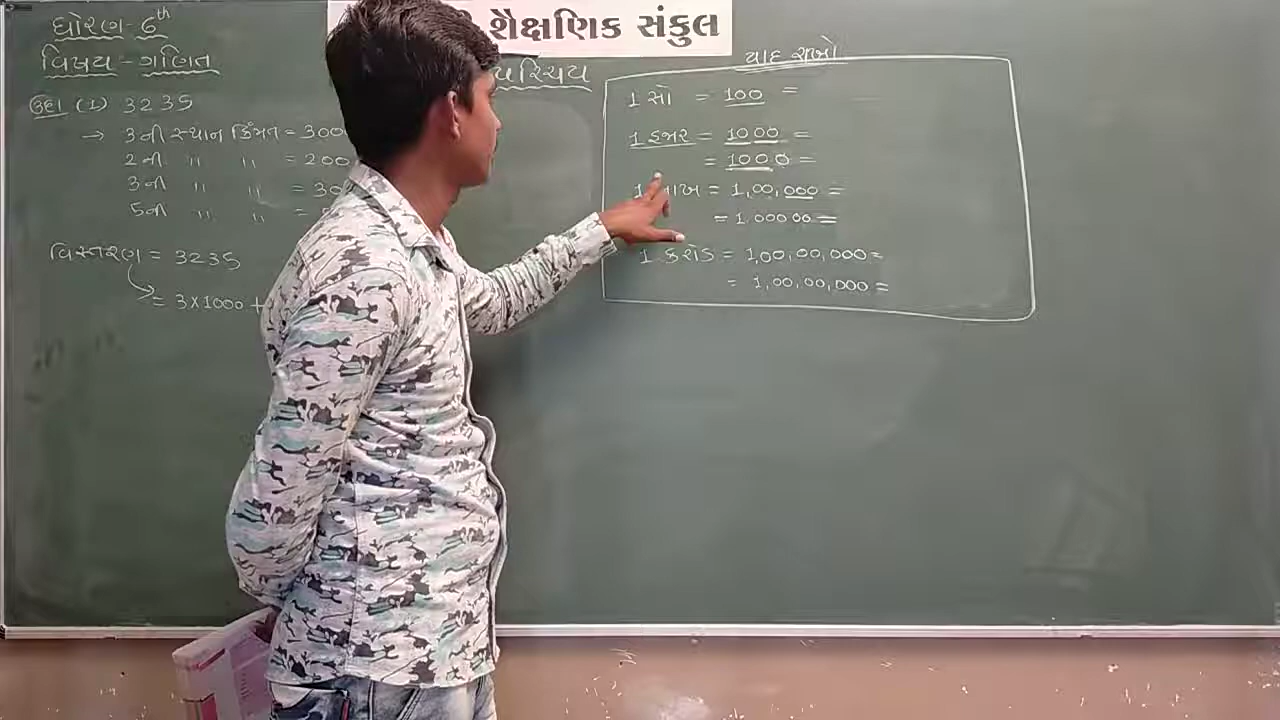 શૈક્ષણિક સંકુલ
ધોરણ-6th
વિષય - ગણિત
પરિચય
ઉદા (1) 3235
→ 3ની સ્થાન કિંમત = 300
2ની " " = 200
3ની " " = 30
5ની " " =
વિસ્તરણ = 3235
= 3×1000 +
યાદ રાખો
1 સો = 100 =
1 હજાર = 1000 =
= 1000 =
1 લાખ = 1,00,000 =
= 1,00000 =
1 કરોડ = 1,00,00,000 =
= 1,00,00,000 =